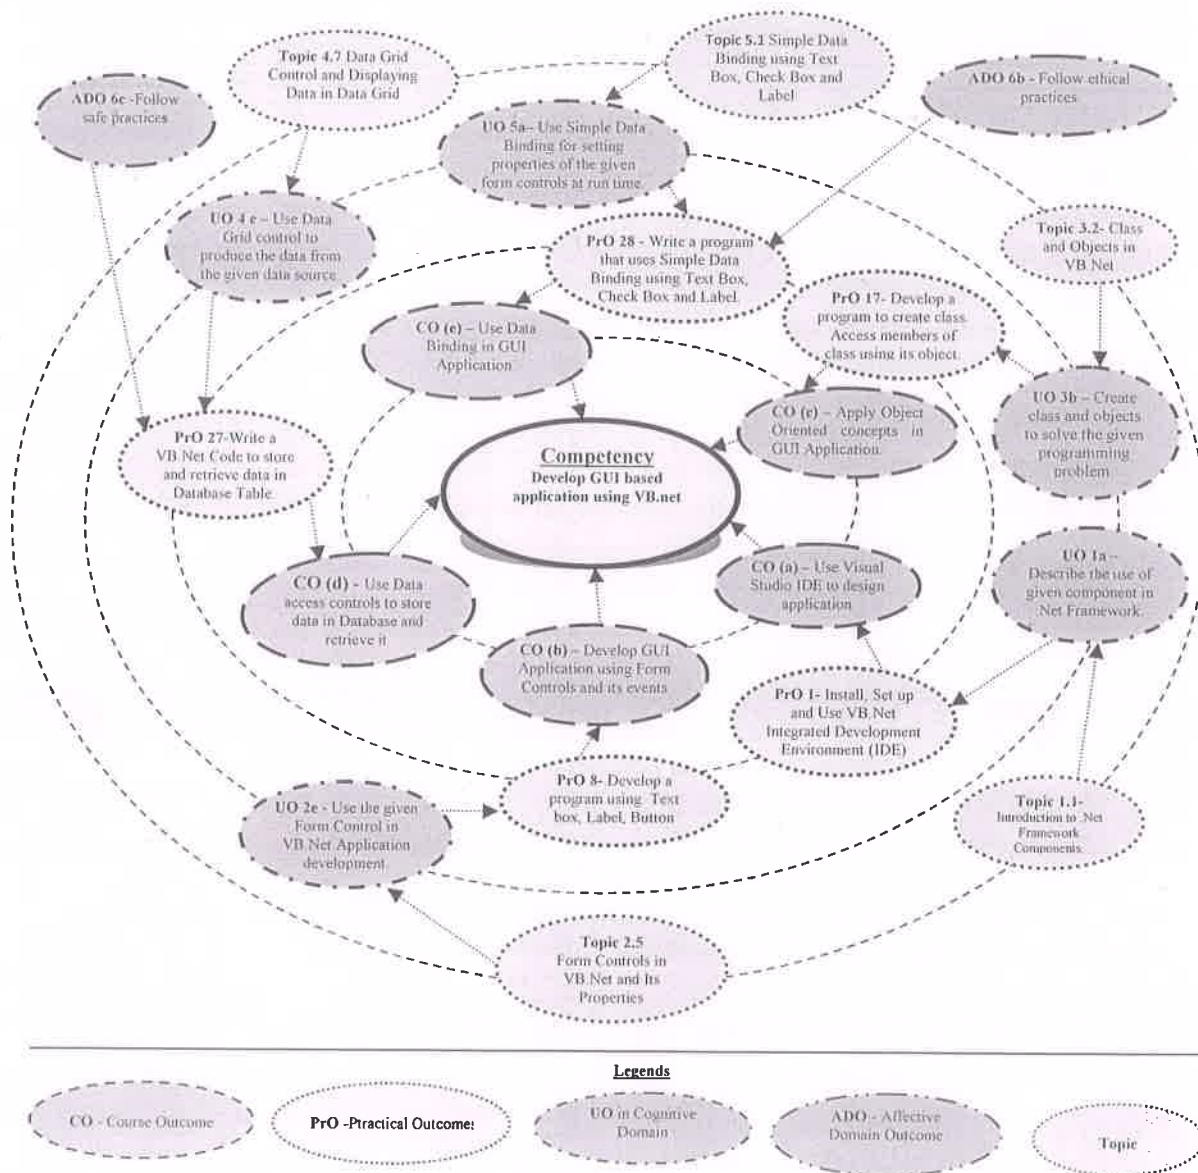 Topic 4.7 Data Grid
Control and Displaying
Data in Data Grid
Topic 5.1 Simple Data
Binding using Text
Box, Check Box and
Label
ADO 6c -Follow
safe practices
ADO 6b - Follow ethical
practices
UO 5a – Use Simple Data
Binding for setting
properties of the given
form controls at run time.
UO 4 e – Use Data
Grid control to
produce the data from
the given data source
PrO 28 - Write a program
that uses Simple Data
Binding using Text Box,
Check Box and Label.
Topic 3.2- Class
and Objects in
VB.Net
PrO 17- Develop a
program to create class.
Access members of
class using its object.
CO (e) – Use Data
Binding in GUI
Application
UO 3b – Create
class and objects
to solve the given
programming
problem
CO (c) – Apply Object
Oriented concepts in
GUI Application.
PrO 27-Write a
VB.Net Code to store
and retrieve data in
Database Table.
Competency
Develop GUI based
application using VB.net
UO 1a –
Describe the use of
given component in
Net Framework.
CO (d) - Use Data
access controls to store
data in Database and
retrieve it
CO (a) – Use Visual
Studio IDE to design
application
CO (b) – Develop GUI
Application using Form
Controls and its events
PrO 1- Install, Set up
and Use VB.Net
Integrated Development
Environment (IDE)
UO 2e - Use the given
Form Control in
VB.Net Application
development.
PrO 8- Develop a
program using Text
box, Label, Button
Topic 1.1-
Introduction to .Net
Framework
Components.
Topic 2.5
Form Controls in
VB.Net and Its
Properties
Legends
CO - Course Outcome
PrO -Ptractical Outcome:
UO in Cognitive
Domain
ADO - Affective
Domain Outcome
Topic